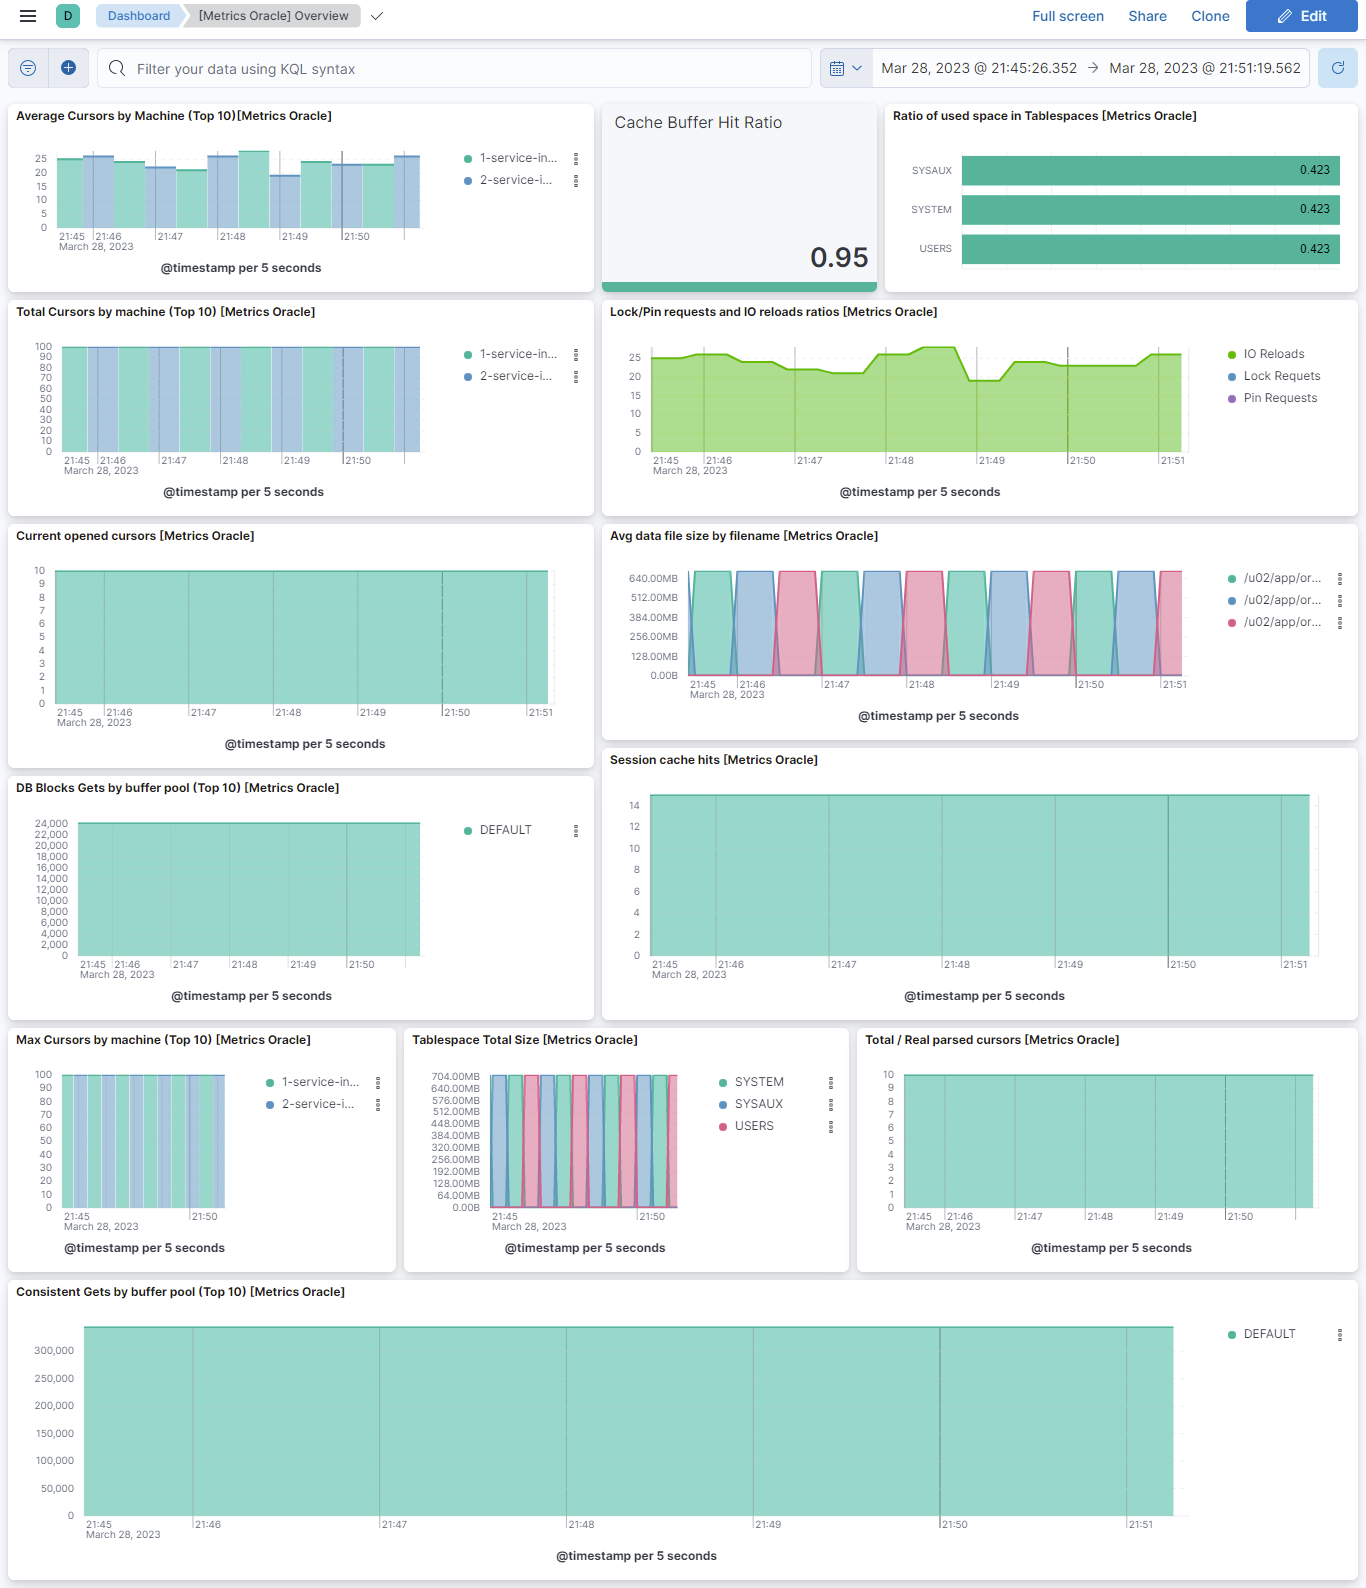 D Dashboard [Metrics Oracle] Overview Full screen Share Clone Edit
Filter your data using KQL syntax Mar 28, 2023 @ 21:45:26.352 → Mar 28, 2023 @ 21:51:19.562
Average Cursors by Machine (Top 10)[Metrics Oracle]
25
20
15
10
5
0
21:45 21:46 21:47 21:48 21:49 21:50
March 28, 2023
@timestamp per 5 seconds
1-service-in...
2-service-i...
Cache Buffer Hit Ratio
0.95
Ratio of used space in Tablespaces [Metrics Oracle]
SYSAUX 0.423
SYSTEM 0.423
USERS 0.423
Total Cursors by machine (Top 10) [Metrics Oracle]
100
90
80
70
60
50
40
30
20
10
0
21:45 21:46 21:47 21:48 21:49 21:50
March 28, 2023
@timestamp per 5 seconds
1-service-in...
2-service-i...
Lock/Pin requests and IO reloads ratios [Metrics Oracle]
25
20
15
10
5
0
21:45 21:46 21:47 21:48 21:49 21:50 21:51
March 28, 2023
@timestamp per 5 seconds
IO Reloads
Lock Requets
Pin Requests
Current opened cursors [Metrics Oracle]
10
9
8
7
6
5
4
3
2
1
0
21:45 21:46 21:47 21:48 21:49 21:50 21:51
March 28, 2023
@timestamp per 5 seconds
Avg data file size by filename [Metrics Oracle]
640.00MB
512.00MB
384.00MB
256.00MB
128.00MB
0.00B
21:45 21:46 21:47 21:48 21:49 21:50 21:51
March 28, 2023
@timestamp per 5 seconds
/u02/app/or...
/u02/app/or...
/u02/app/or...
DB Blocks Gets by buffer pool (Top 10) [Metrics Oracle]
24,000
22,000
20,000
18,000
16,000
14,000
12,000
10,000
8,000
6,000
4,000
2,000
0
21:45 21:46 21:47 21:48 21:49 21:50
March 28, 2023
@timestamp per 5 seconds
DEFAULT
Session cache hits [Metrics Oracle]
14
12
10
8
6
4
2
0
21:45 21:46 21:47 21:48 21:49 21:50 21:51
March 28, 2023
@timestamp per 5 seconds
Max Cursors by machine (Top 10) [Metrics Oracle]
100
90
80
70
60
50
40
30
20
10
0
21:45 21:50
March 28, 2023
@timestamp per 5 seconds
1-service-in...
2-service-i...
Tablespace Total Size [Metrics Oracle]
704.00MB
640.00MB
576.00MB
512.00MB
448.00MB
384.00MB
320.00MB
256.00MB
192.00MB
128.00MB
64.00MB
0.00B
21:45 21:50
March 28, 2023
@timestamp per 5 seconds
SYSTEM
SYSAUX
USERS
Total / Real parsed cursors [Metrics Oracle]
10
9
8
7
6
5
4
3
2
1
0
21:45 21:46 21:47 21:48 21:49 21:50
March 28, 2023
@timestamp per 5 seconds
Consistent Gets by buffer pool (Top 10) [Metrics Oracle]
300,000
250,000
200,000
150,000
100,000
50,000
0
21:45 21:46 21:47 21:48 21:49 21:50 21:51
March 28, 2023
@timestamp per 5 seconds
DEFAULT